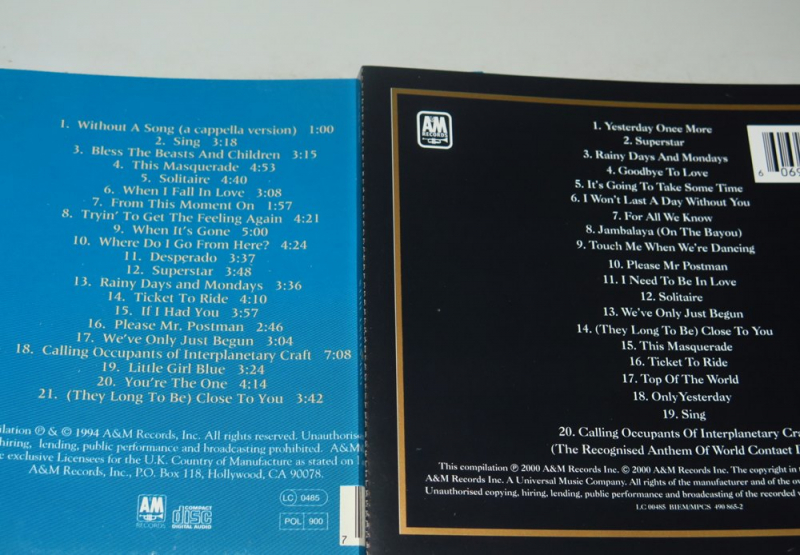 1. Without A Song (a cappella version) 1:00
2. Sing 3:18
3. Bless The Beasts And Children 3:15
4. This Masquerade 4:53
5. Solitaire 4:40
6. When I Fall In Love 3:08
7. From This Moment On 1:57
8. Tryin' To Get The Feeling Again 4:21
9. When It's Gone 5:00
10. Where Do I Go From Here? 4:24
11. Desperado 3:37
12. Superstar 3:48
13. Rainy Days and Mondays 3:36
14. Ticket To Ride 4:10
15. If I Had You 3:57
16. Please Mr. Postman 2:46
17. We've Only Just Begun 3:04
18. Calling Occupants of Interplanetary Craft 7:08
19. Little Girl Blue 3:24
20. You're The One 4:14
21. (They Long To Be) Close To You 3:42
℗ & © 1994 A&M Records, Inc. All rights reserved.
hiring, lending, public performance and broadcasting prohibited. A&M
exclusive Licensees for the U.K. Country of Manufacture as stated on
A&M Records, Inc., P.O. Box 118, Hollywood, CA 90078.
A&M
RECORDS
COMPACT
disc
DIGITAL AUDIO
LC 0485
POL 900
7
A&M
RECORDS
1. Yesterday Once More
2. Superstar
3. Rainy Days And Mondays
4. Goodbye To Love
5. It's Going To Take Some Time
6. I Won't Last A Day Without You
7. For All We Know
8. Jambalaya (On The Bayou)
9. Touch Me When We're Dancing
10. Please Mr Postman
11. I Need To Be In Love
12. Solitaire
13. We've Only Just Begun
14. (They Long To Be) Close To You
15. This Masquerade
16. Ticket To Ride
17. Top Of The World
18. Only Yesterday
19. Sing
20. Calling Occupants Of Interplanetary
(The Recognised Anthem Of World Contact
This compilation ℗ 2000 A&M Records Inc. © 2000 A&M Records Inc. The copyright in
A&M Records Inc. A Universal Music Company. All rights of the manufacturer and of the
Unauthorised copying, hiring, lending, public performance and broadcasting of the recorded
LC 00485 BIEM/MCPS 490 865-2
6 069